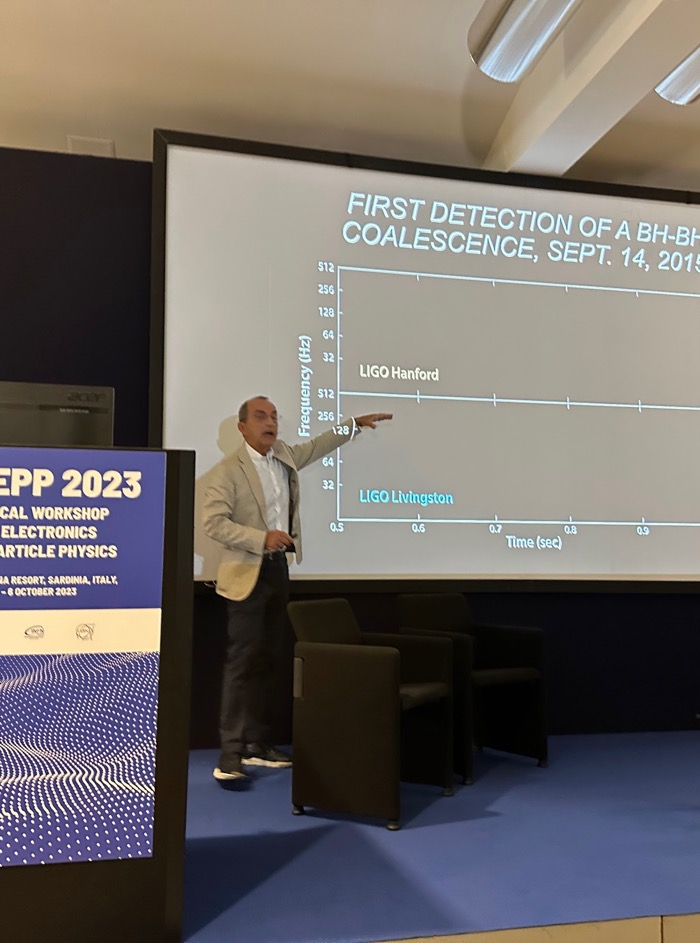 FIRST DETECTION OF A BH-BH
COALESCENCE, SEPT. 14, 2015
512
256
128
64
32
LIGO Hanford
Frequency (Hz)
512
256
128
64
32
LIGO Livingston
0.5 0.6 0.7 0.8 0.9
Time (sec)
acer
EPP 2023
CAL WORKSHOP
ELECTRONICS
ARTICLE PHYSICS
NA RESORT, SARDINIA, ITALY,
– 6 OCTOBER 2023